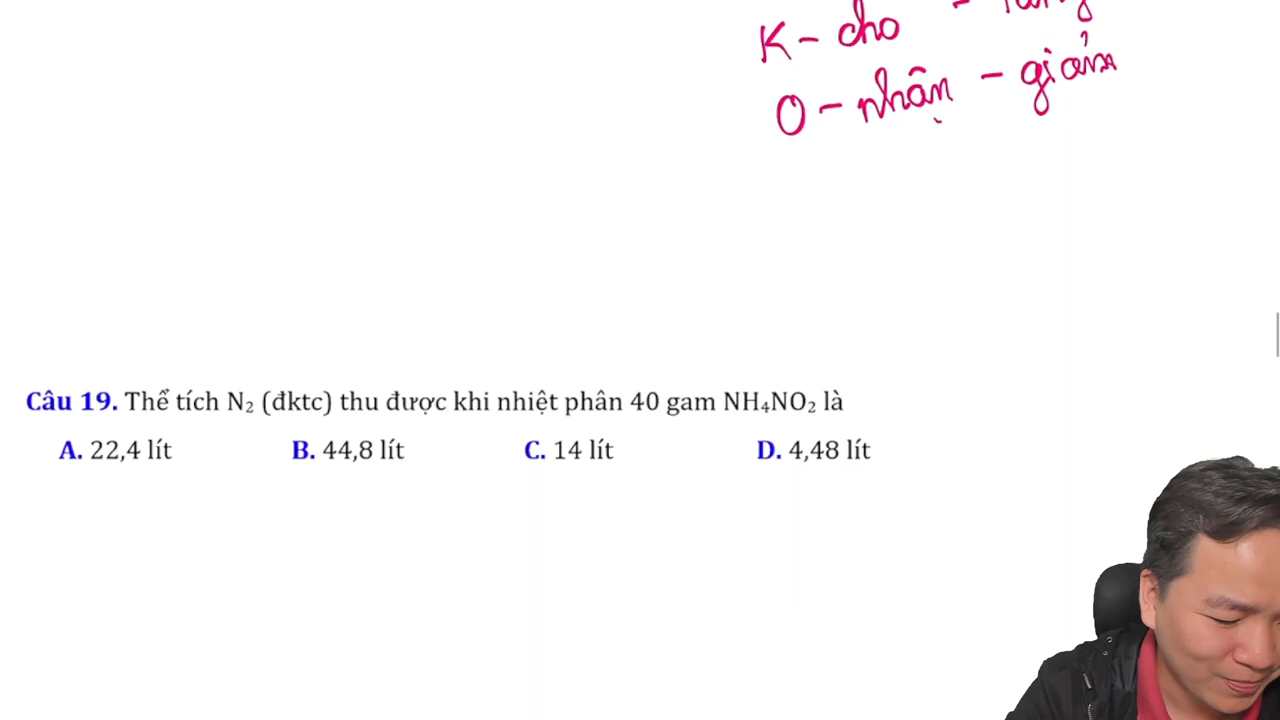 K - cho
O - nhận - giảm
Câu 19. Thể tích N₂ (đktc) thu được khi nhiệt phân 40 gam NH₄NO₂ là
A. 22,4 lít B. 44,8 lít C. 14 lít D. 4,48 lít